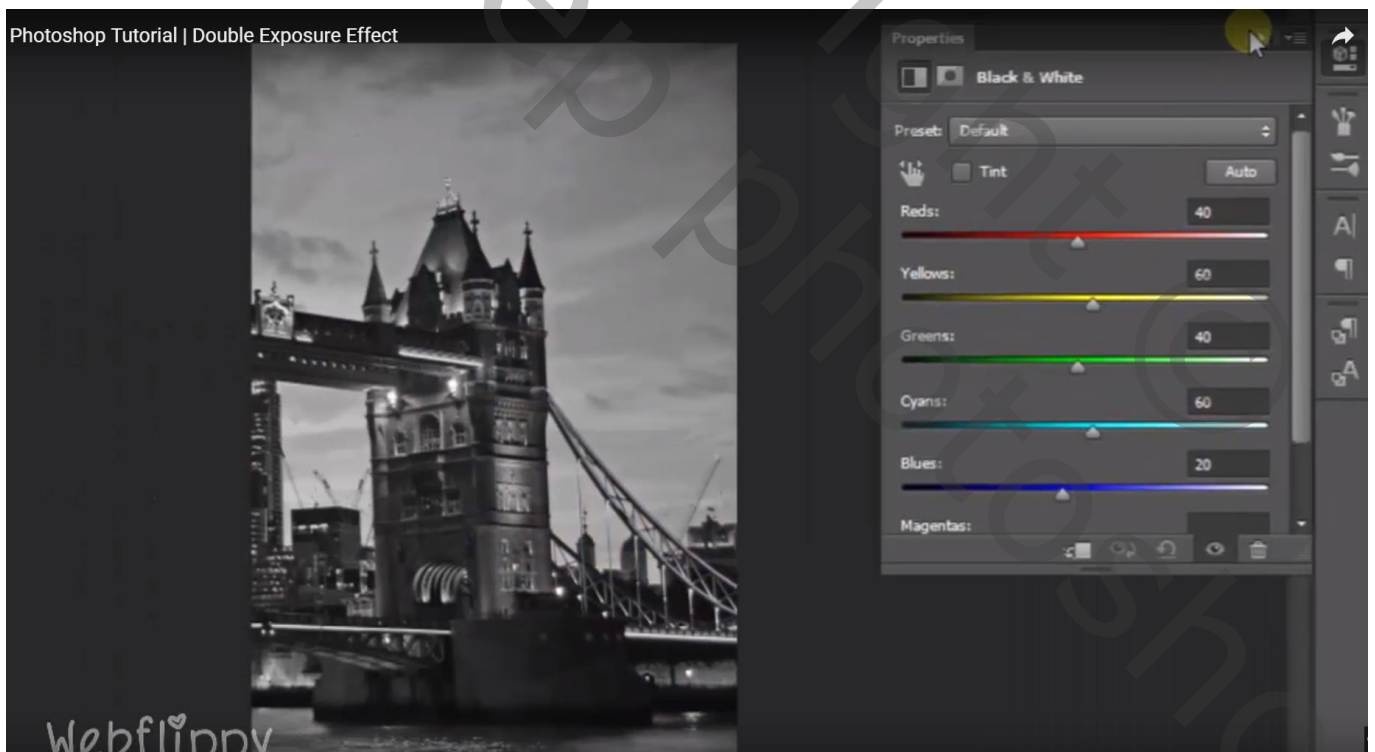 Photoshop Tutorial | Double Exposure Effect
Properties
Black & White
Preset: Default
Tint
Auto
Reds: 40
Yellows: 60
Greens: 40
Cyans: 60
Blues: 20
Magentas:
Webflippy